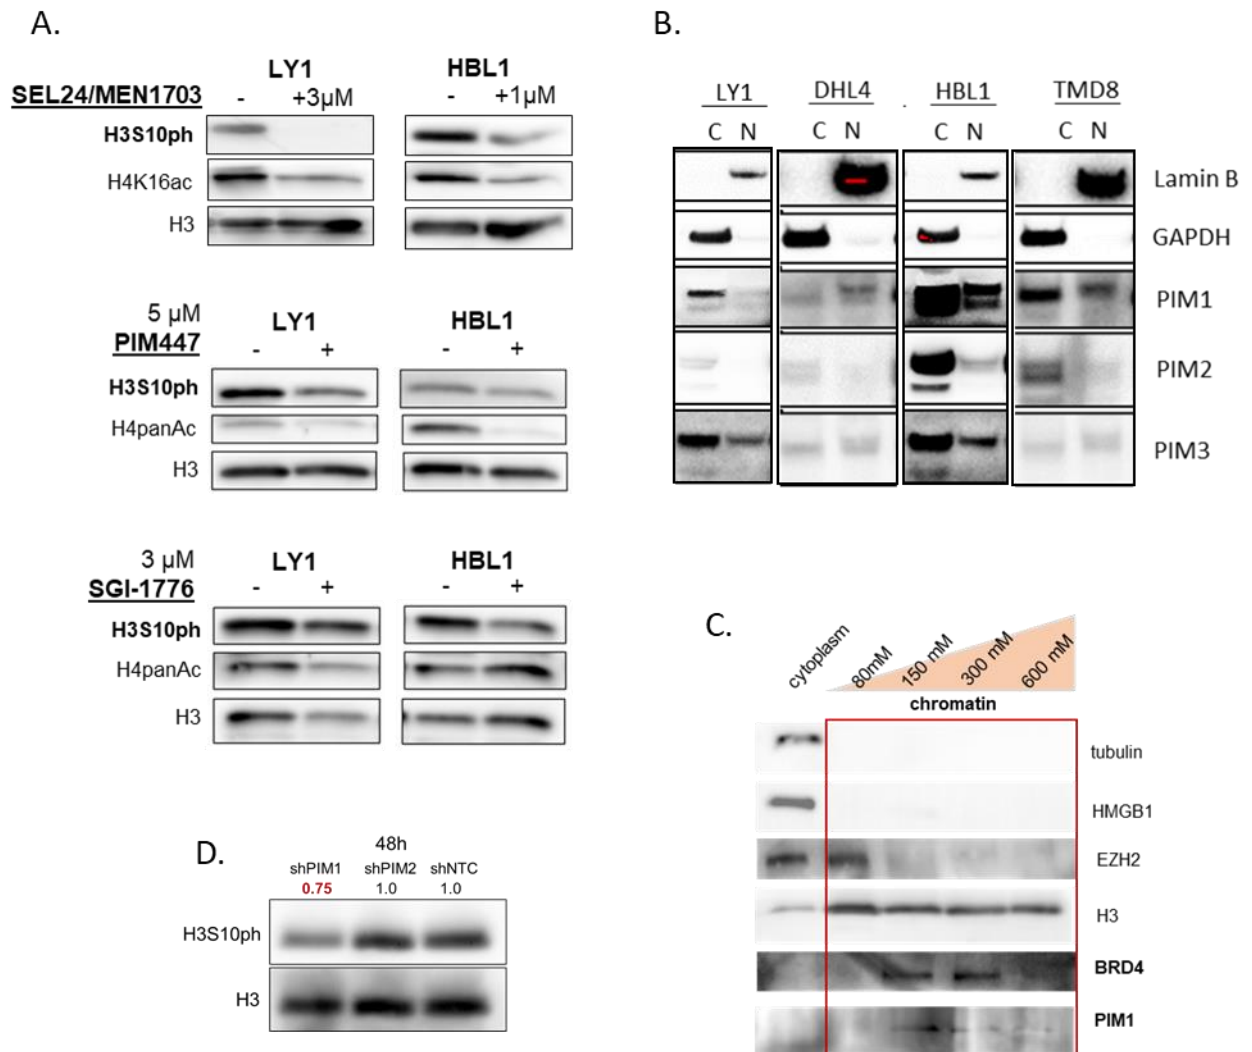 A.
LY1
HBL1
SEL24/MEN1703
- +3µM
- +1µM
H3S10ph
H4K16ac
H3
5 µM
PIM447
LY1
HBL1
- +
- +
H3S10ph
H4panAc
H3
3 µM
SGI-1776
LY1
HBL1
- +
- +
H3S10ph
H4panAc
H3
B.
LY1 DHL4 HBL1 TMD8
C N C N C N C N
Lamin B
GAPDH
PIM1
PIM2
PIM3
C.
cytoplasm 80mM 150 mM 300 mM 600 mM
chromatin
tubulin
HMGB1
EZH2
H3
BRD4
PIM1
D.
48h
shPIM1 shPIM2 shNTC
0.75 1.0 1.0
H3S10ph
H3